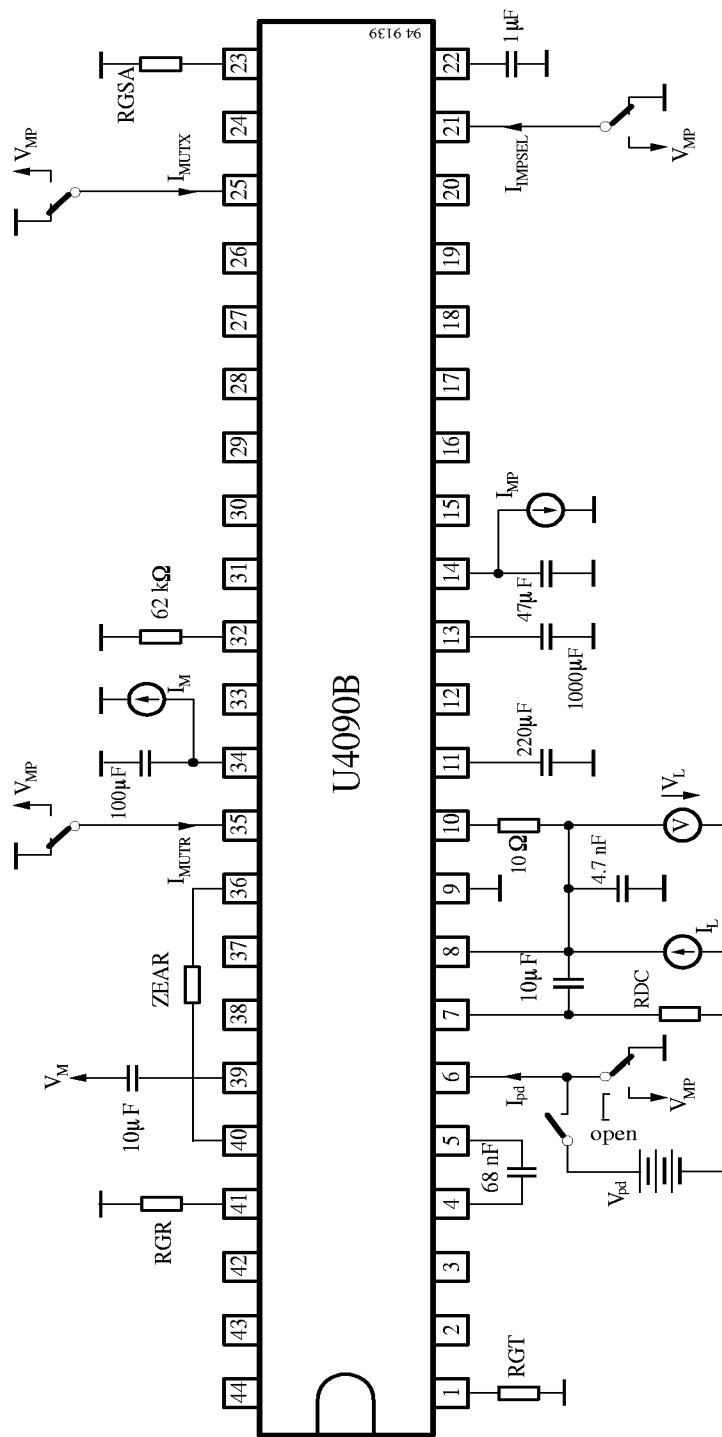 94 9139
U4090B
44
43
42
41
40
39
38
37
36
35
34
33
32
31
30
29
28
27
26
25
24
23
RGR
10µF
V_M
ZEAR
I_MUTR
V_MP
100µF
I_M
62 kΩ
I_MUTX
V_MP
RGSA
1
2
3
4
5
6
7
8
9
10
11
12
13
14
15
16
17
18
19
20
21
22
RGT
68 nF
V_pd
I_pd
open
V_MP
RDC
10µF
I_L
4.7 nF
10 Ω
V
V_L
220µF
1000µF
47µF
I_MP
I_IMPSEL
V_MP
1 µF